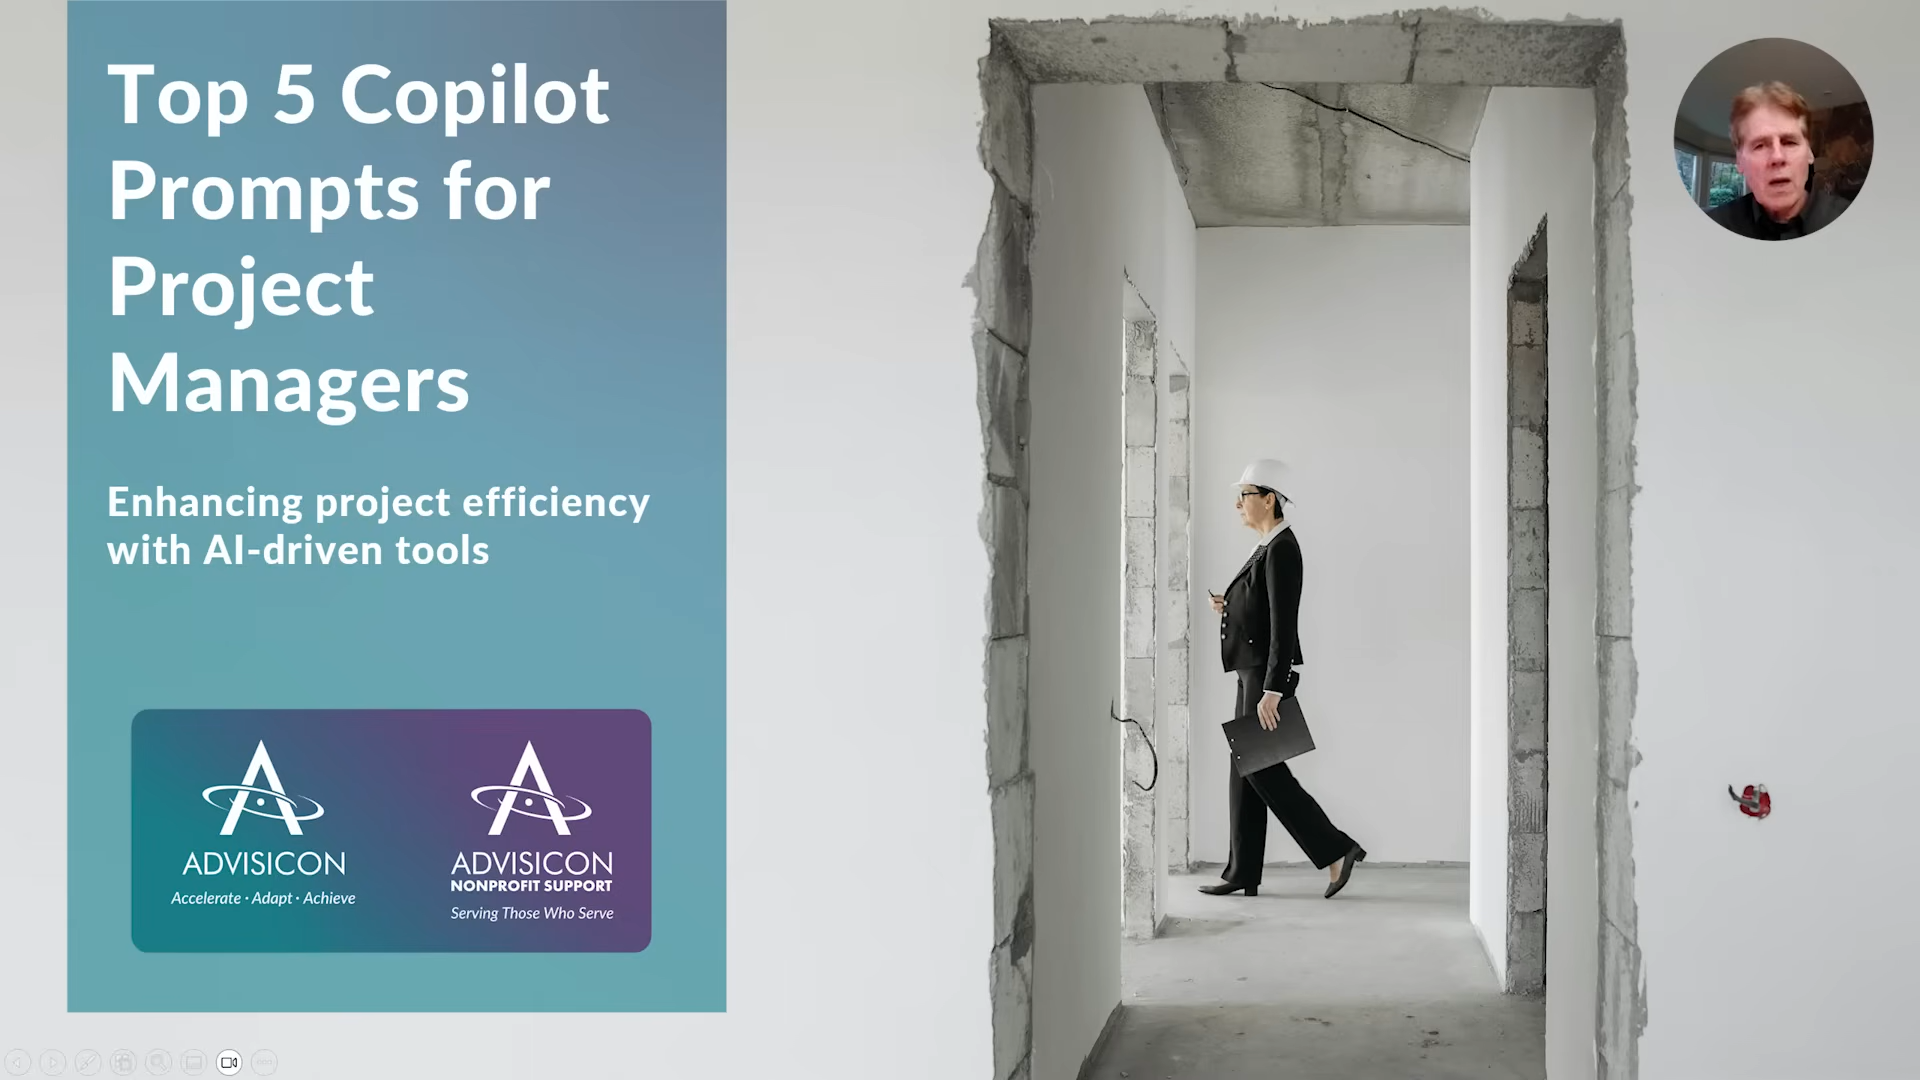 Top 5 Copilot
Prompts for
Project
Managers
Enhancing project efficiency
with AI-driven tools
ADVISICON
Accelerate · Adapt · Achieve
ADVISICON
NONPROFIT SUPPORT
Serving Those Who Serve